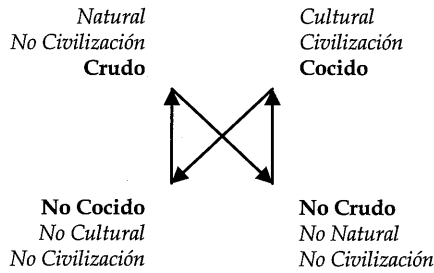 Natural
No Civilización
Crudo
Cultural
Civilización
Cocido
No Cocido
No Cultural
No Civilización
No Crudo
No Natural
No Civilización